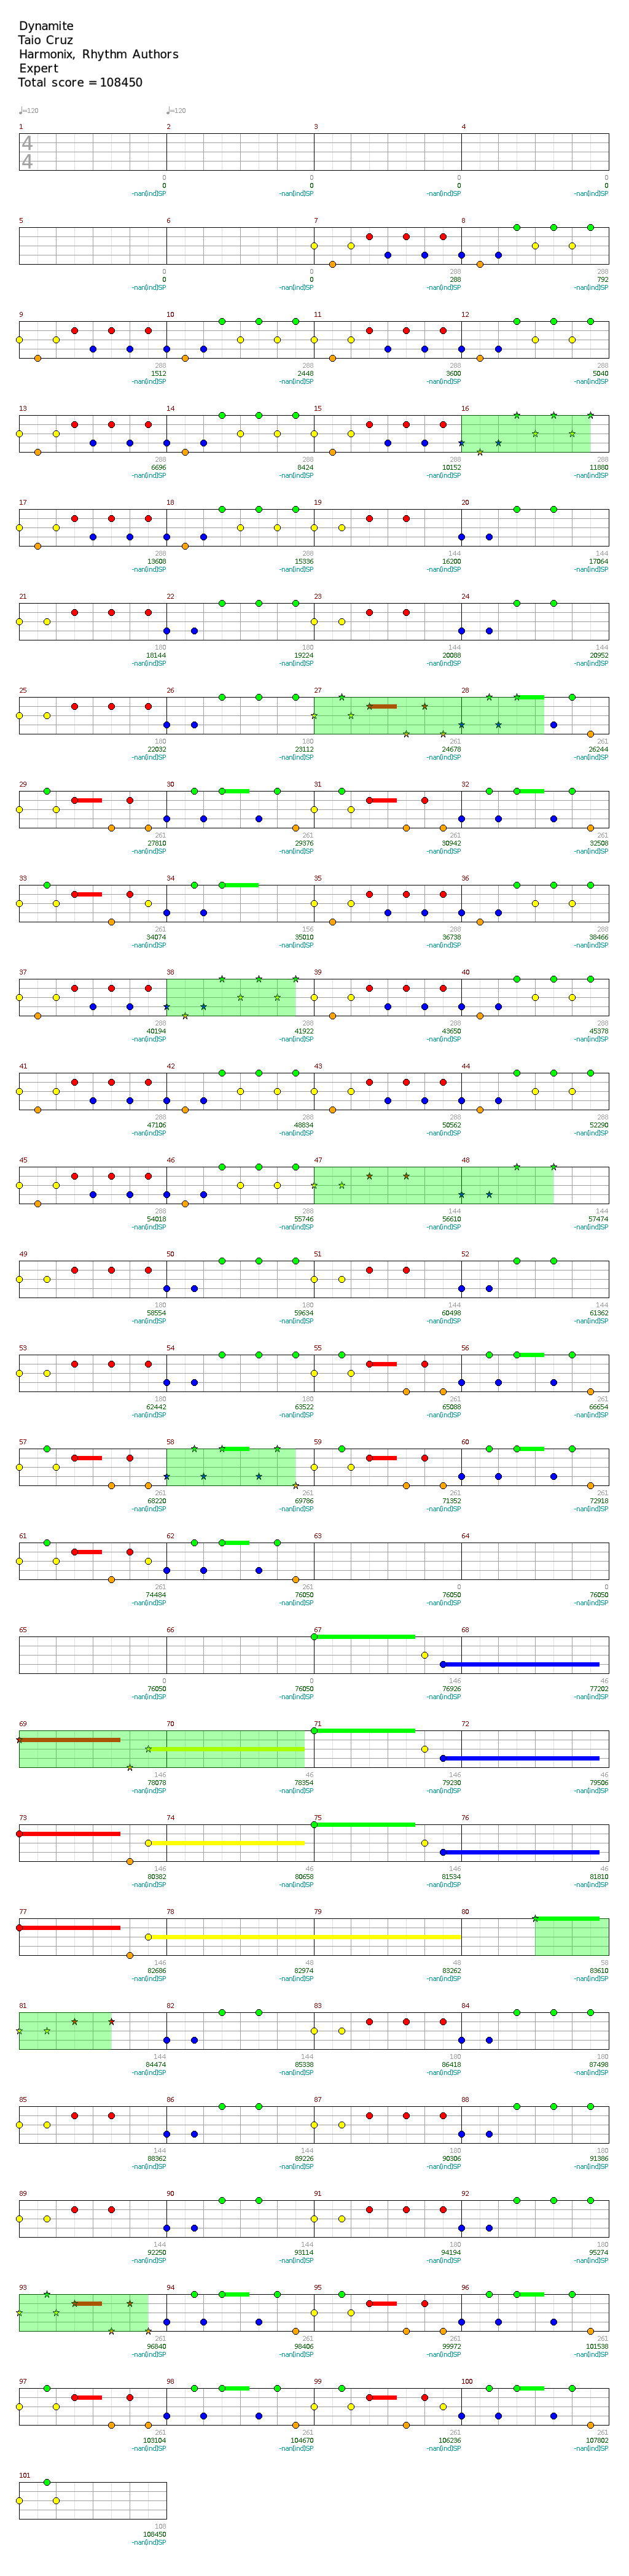 Dynamite
Taio Cruz
Harmonix, Rhythm Authors
Expert
Total score = 108450
♩=120 ♩=120
1 2 3 4
4
4
0 0 0 0
0 0 0 0
-nan(ind)SP -nan(ind)SP -nan(ind)SP -nan(ind)SP
5 6 7 8
0 0 288 288
0 0 288 792
-nan(ind)SP -nan(ind)SP -nan(ind)SP -nan(ind)SP
9 10 11 12
288 288 288 288
1512 2448 3600 5040
-nan(ind)SP -nan(ind)SP -nan(ind)SP -nan(ind)SP
13 14 15 16
288 288 288 288
6696 8424 10152 11880
-nan(ind)SP -nan(ind)SP -nan(ind)SP -nan(ind)SP
17 18 19 20
288 288 144 144
13608 15336 16200 17064
-nan(ind)SP -nan(ind)SP -nan(ind)SP -nan(ind)SP
21 22 23 24
180 180 144 144
18144 19224 20088 20952
-nan(ind)SP -nan(ind)SP -nan(ind)SP -nan(ind)SP
25 26 27 28
180 180 261 261
22032 23112 24678 26244
-nan(ind)SP -nan(ind)SP -nan(ind)SP -nan(ind)SP
29 30 31 32
261 261 261 261
27810 29376 30942 32508
-nan(ind)SP -nan(ind)SP -nan(ind)SP -nan(ind)SP
33 34 35 36
261 156 288 288
34074 35010 36738 38466
-nan(ind)SP -nan(ind)SP -nan(ind)SP -nan(ind)SP
37 38 39 40
288 288 288 288
40194 41922 43650 45378
-nan(ind)SP -nan(ind)SP -nan(ind)SP -nan(ind)SP
41 42 43 44
288 288 288 288
47106 48834 50562 52290
-nan(ind)SP -nan(ind)SP -nan(ind)SP -nan(ind)SP
45 46 47 48
288 288 144 144
54018 55746 56610 57474
-nan(ind)SP -nan(ind)SP -nan(ind)SP -nan(ind)SP
49 50 51 52
180 180 144 144
58554 59634 60498 61362
-nan(ind)SP -nan(ind)SP -nan(ind)SP -nan(ind)SP
53 54 55 56
180 180 261 261
62442 63522 65088 66654
-nan(ind)SP -nan(ind)SP -nan(ind)SP -nan(ind)SP
57 58 59 60
261 261 261 261
68220 69786 71352 72918
-nan(ind)SP -nan(ind)SP -nan(ind)SP -nan(ind)SP
61 62 63 64
261 261 0 0
74484 76050 76050 76050
-nan(ind)SP -nan(ind)SP -nan(ind)SP -nan(ind)SP
65 66 67 68
0 0 146 46
76050 76050 76926 77202
-nan(ind)SP -nan(ind)SP -nan(ind)SP -nan(ind)SP
69 70 71 72
146 46 146 46
78078 78354 79230 79506
-nan(ind)SP -nan(ind)SP -nan(ind)SP -nan(ind)SP
73 74 75 76
146 46 146 46
80382 80658 81534 81810
-nan(ind)SP -nan(ind)SP -nan(ind)SP -nan(ind)SP
77 78 79 80
146 48 48 58
82686 82974 83262 83610
-nan(ind)SP -nan(ind)SP -nan(ind)SP -nan(ind)SP
81 82 83 84
144 144 180 180
84474 85338 86418 87498
-nan(ind)SP -nan(ind)SP -nan(ind)SP -nan(ind)SP
85 86 87 88
144 144 180 180
88362 89226 90306 91386
-nan(ind)SP -nan(ind)SP -nan(ind)SP -nan(ind)SP
89 90 91 92
144 144 180 180
92250 93114 94194 95274
-nan(ind)SP -nan(ind)SP -nan(ind)SP -nan(ind)SP
93 94 95 96
261 261 261 261
96840 98406 99972 101538
-nan(ind)SP -nan(ind)SP -nan(ind)SP -nan(ind)SP
97 98 99 100
261 261 261 261
103104 104670 106236 107802
-nan(ind)SP -nan(ind)SP -nan(ind)SP -nan(ind)SP
101
108
108450
-nan(ind)SP